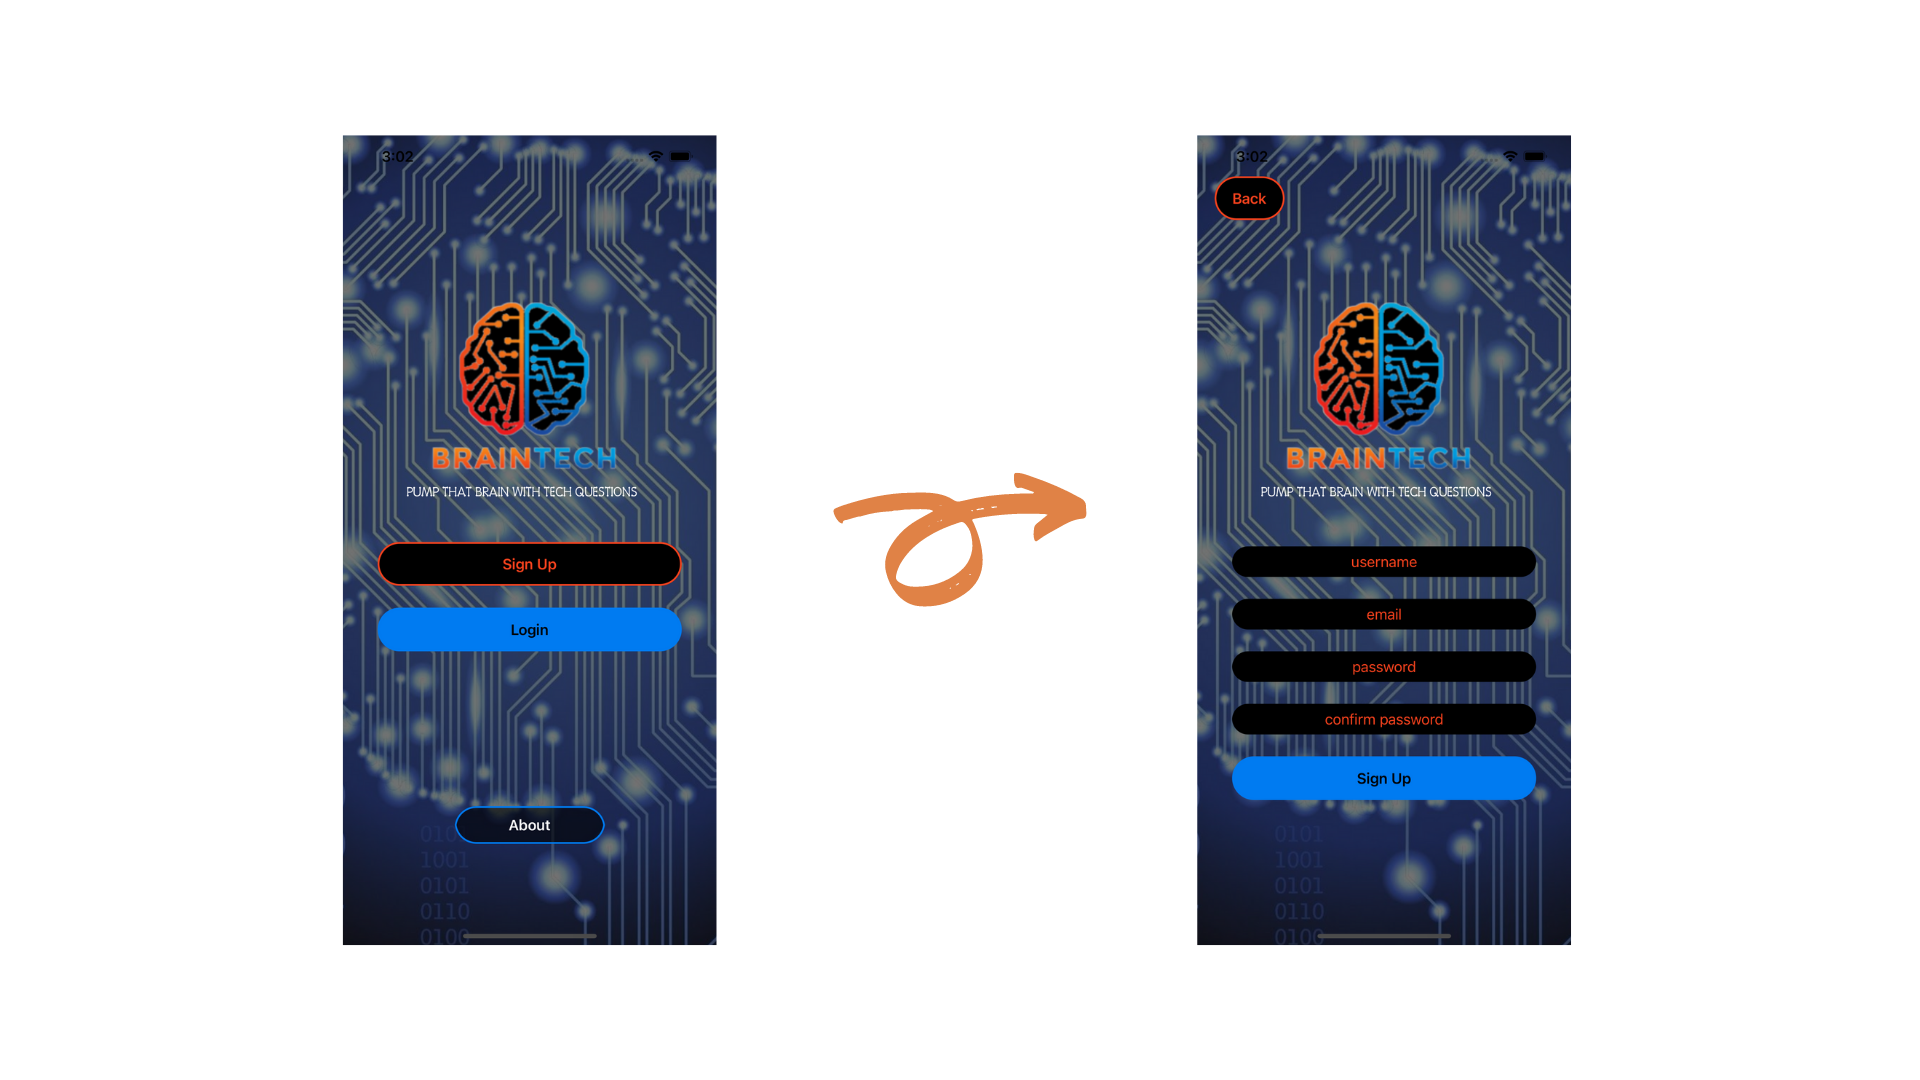 3:02
BRAINTECH
PUMP THAT BRAIN WITH TECH QUESTIONS
Sign Up
Login
About
0101
1001
0101
0110
0100
3:02
Back
BRAINTECH
PUMP THAT BRAIN WITH TECH QUESTIONS
username
email
password
confirm password
Sign Up
0101
1001
0101
0110
0100